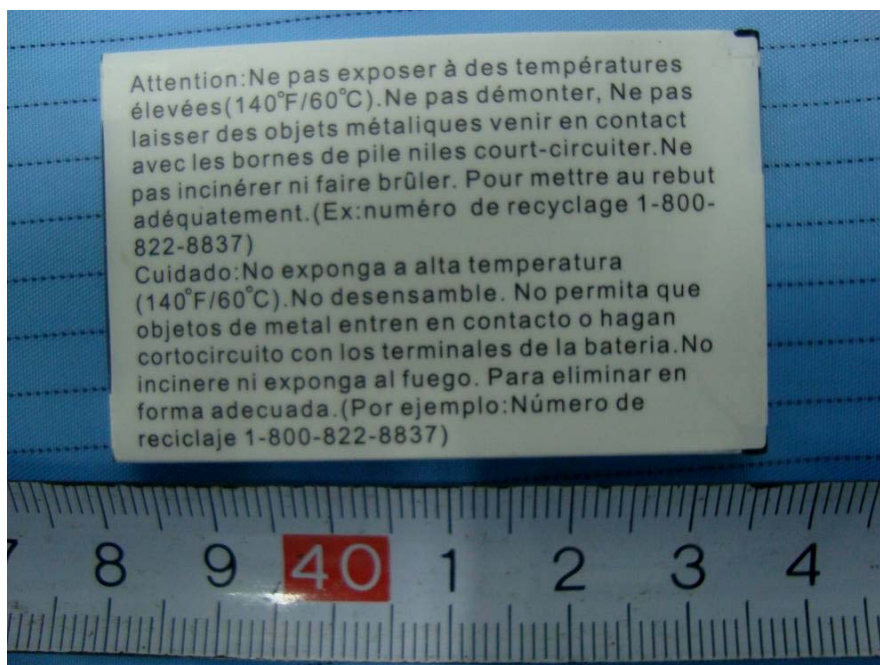 Attention:Ne pas exposer à des températures
élevées(140°F/60°C).Ne pas démonter, Ne pas
laisser des objets métaliques venir en contact
avec les bornes de pile niles court-circuiter.Ne
pas incinérer ni faire brûler. Pour mettre au rebut
adéquatement.(Ex:numéro de recyclage 1-800-
822-8837)
Cuidado:No exponga a alta temperatura
(140°F/60°C).No desensamble. No permita que
objetos de metal entren en contacto o hagan
cortocircuito con los terminales de la bateria.No
incinere ni exponga al fuego. Para eliminar en
forma adecuada.(Por ejemplo:Número de
reciclaje 1-800-822-8837)
7 8 9 40 1 2 3 4